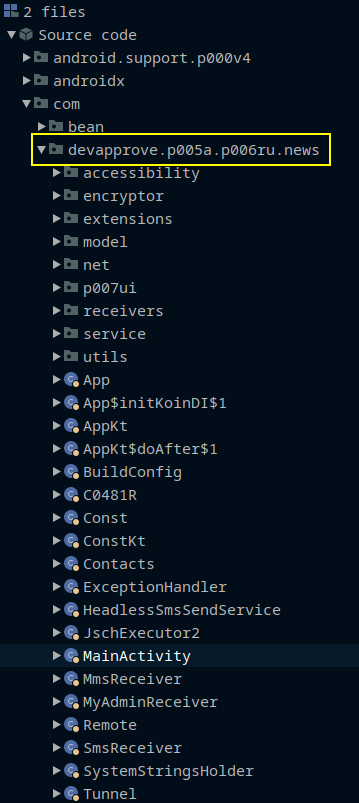 2 files
Source code
android.support.p000v4
androidx
com
bean
devapprove.p005a.p006ru.news
accessibility
encryptor
extensions
model
net
p007ui
receivers
service
utils
App
App$initKoinDI$1
AppKt
AppKt$doAfter$1
BuildConfig
C0481R
Const
ConstKt
Contacts
ExceptionHandler
HeadlessSmsSendService
JschExecutor2
MainActivity
MmsReceiver
MyAdminReceiver
Remote
SmsReceiver
SystemStringsHolder
Tunnel